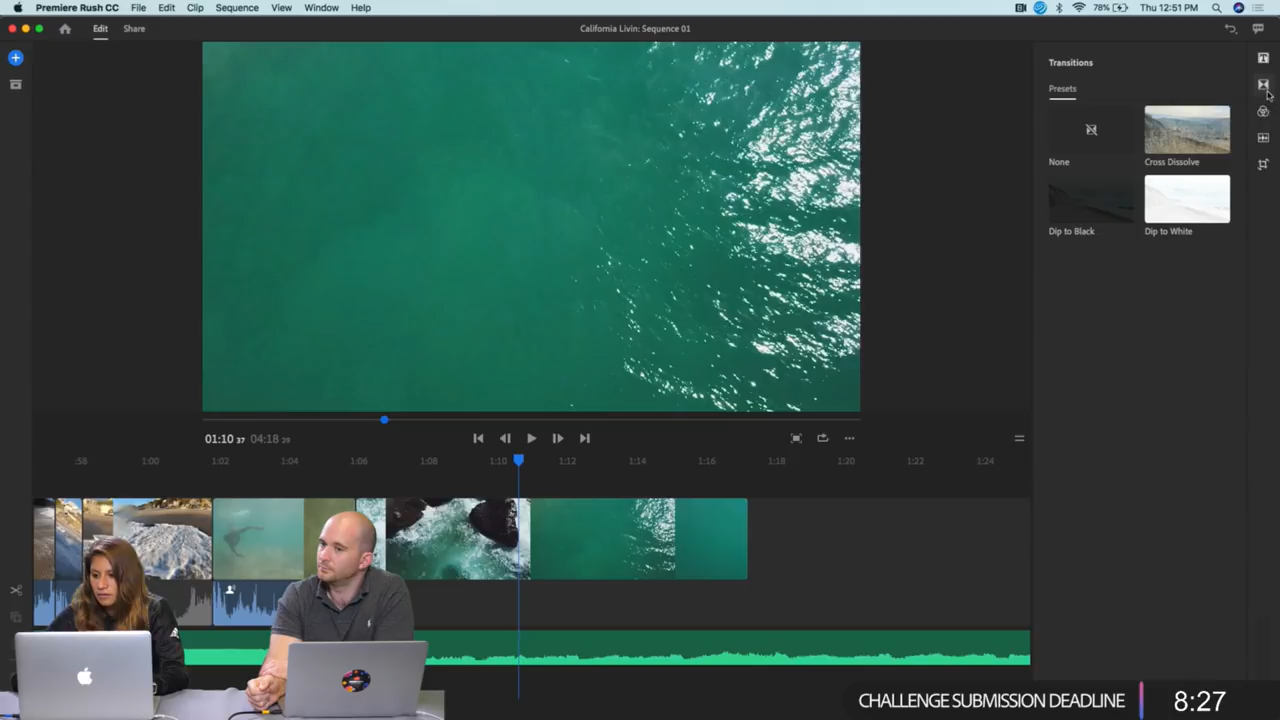 Premiere Rush CC File Edit Clip Sequence View Window Help 78% Thu 12:51 PM
Edit Share California Livin: Sequence 01
Transitions
Presets
None Cross Dissolve
Dip to Black Dip to White
01:10 37 04:18 29
:58 1:00 1:02 1:04 1:06 1:08 1:10 1:12 1:14 1:16 1:18 1:20 1:22 1:24
CHALLENGE SUBMISSION DEADLINE 8:27